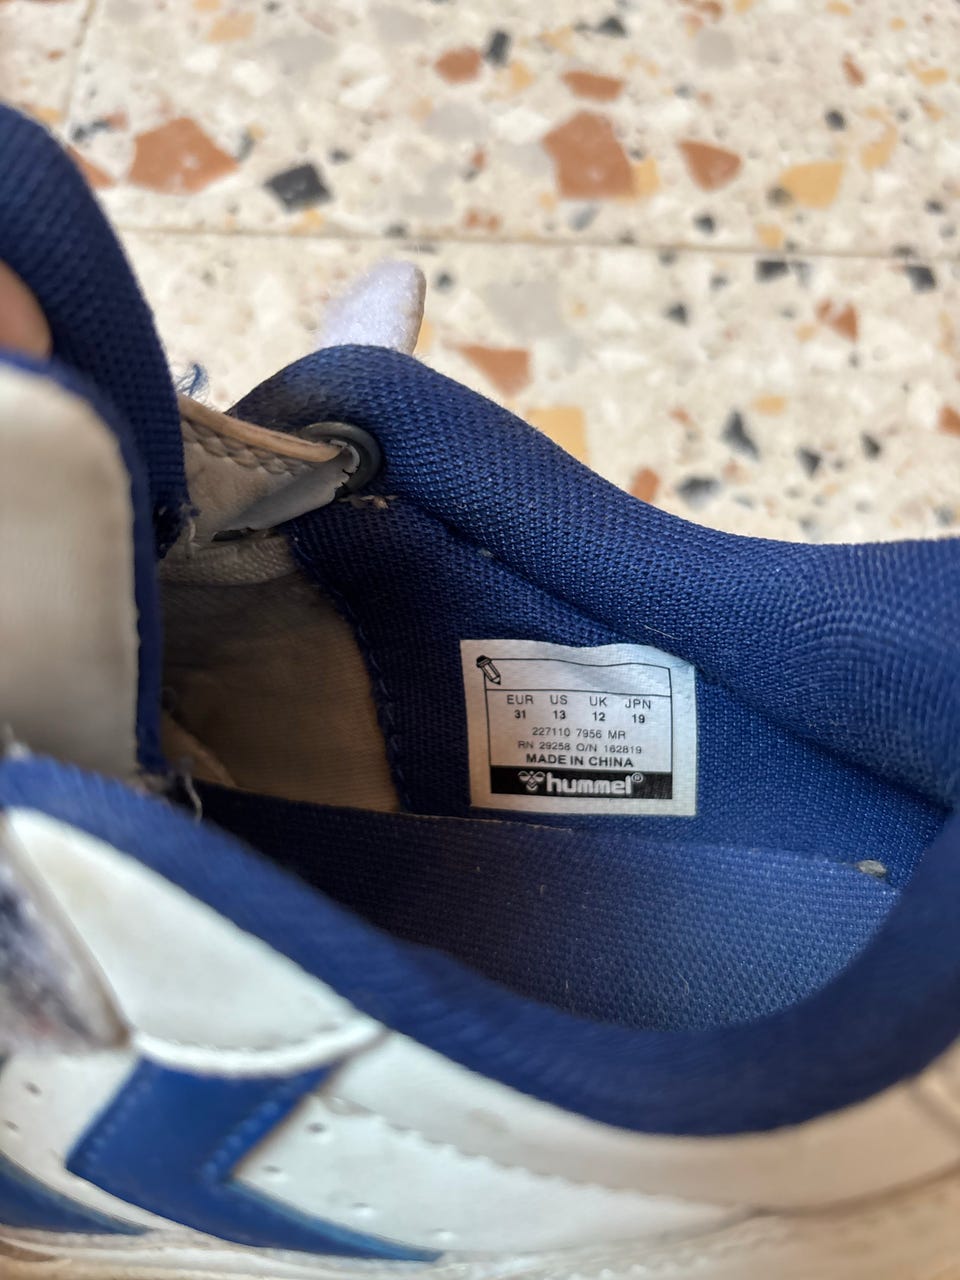 EUR US UK JPN
31 13 12 19
227110 7956 MR
RN 29258 O/N 162819
MADE IN CHINA
hummel®